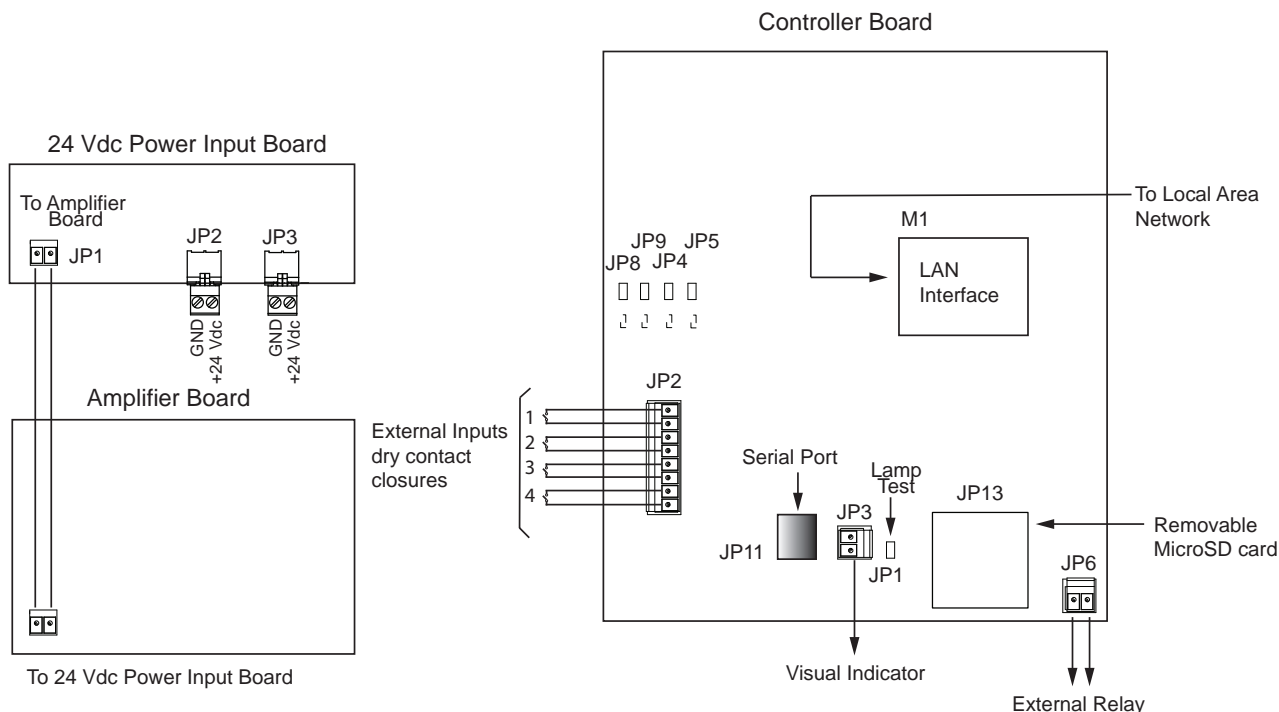 Controller Board
24 Vdc Power Input Board
To Amplifier
Board
JP1
JP2
JP3
GND
+24 Vdc
GND
+24 Vdc
Amplifier Board
To 24 Vdc Power Input Board
To Local Area
Network
M1
LAN
Interface
JP9
JP5
JP8
JP4
JP2
External Inputs
dry contact
closures
1
2
3
4
Serial Port
JP11
Lamp
Test
JP3
JP1
JP13
Removable
MicroSD card
JP6
Visual Indicator
External Relay